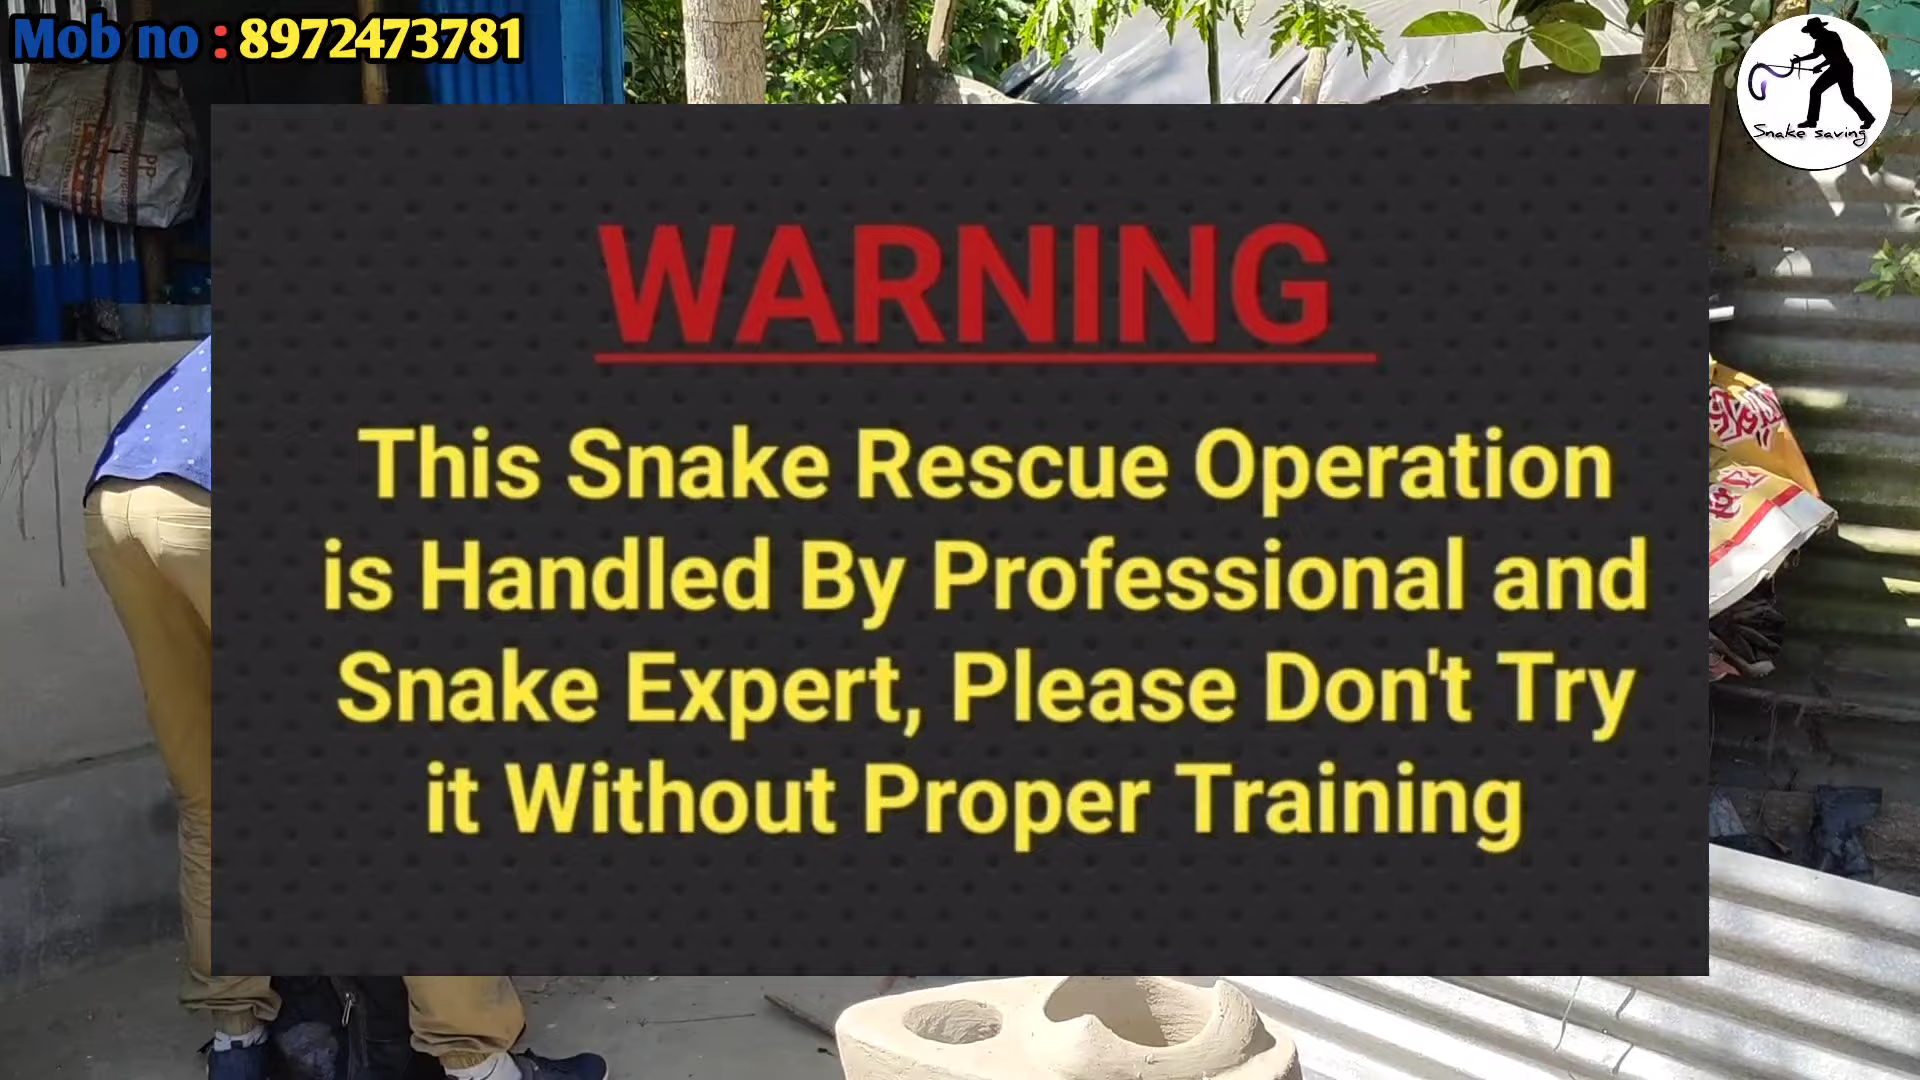 Mob no : 8972473781
Snake saving
WARNING
This Snake Rescue Operation
is Handled By Professional and
Snake Expert, Please Don't Try
it Without Proper Training